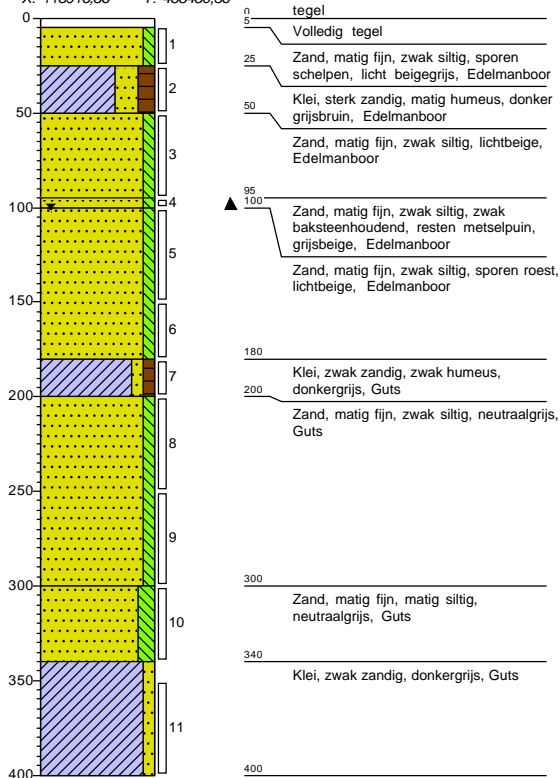 0
tegel
5
Volledig tegel
1
25
Zand, matig fijn, zwak siltig, sporen
schelpen, licht beigegrijs, Edelmanboor
2
50
50
Klei, sterk zandig, matig humeus, donker
grijsbruin, Edelmanboor
Zand, matig fijn, zwak siltig, lichtbeige,
Edelmanboor
3
95
4
100
100
Zand, matig fijn, zwak siltig, zwak
baksteenhoudend, resten metselpuin,
grijsbeige, Edelmanboor
5
Zand, matig fijn, zwak siltig, sporen roest,
lichtbeige, Edelmanboor
150
6
180
7
Klei, zwak zandig, zwak humeus,
donkergrijs, Guts
200
200
Zand, matig fijn, zwak siltig, neutraalgrijs,
Guts
8
250
9
300
300
Zand, matig fijn, matig siltig,
neutraalgrijs, Guts
10
340
Klei, zwak zandig, donkergrijs, Guts
350
11
400
400